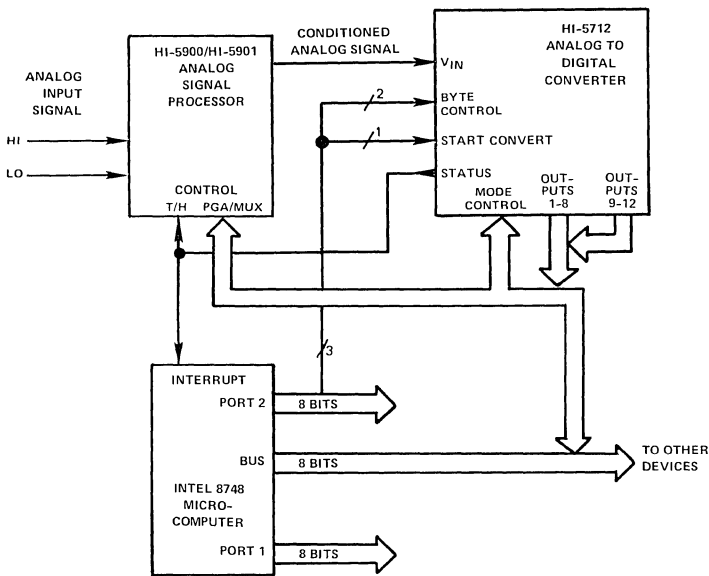 ANALOG
INPUT
SIGNAL
HI
LO
HI-5900/HI-5901
ANALOG
SIGNAL
PROCESSOR
CONTROL
T/H PGA/MUX
CONDITIONED
ANALOG SIGNAL
2
1
HI-5712
ANALOG TO
DIGITAL
CONVERTER
VIN
BYTE
CONTROL
START CONVERT
STATUS
MODE
CONTROL
OUT-
PUTS
1-8
OUT-
PUTS
9-12
3
INTERRUPT
PORT 2
8 BITS
BUS
8 BITS
TO OTHER
DEVICES
INTEL 8748
MICRO-
COMPUTER
PORT 1
8 BITS